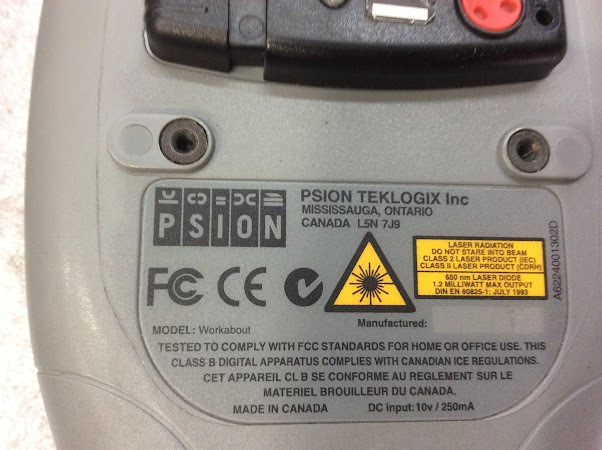 PSION
PSION TEKLOGIX Inc
MISSISSAUGA, ONTARIO
CANADA L5N 7J9
FC CE
LASER RADIATION
DO NOT STARE INTO BEAM
CLASS 2 LASER PRODUCT (IEC)
CLASS II LASER PRODUCT (CDRH)
650 nm LASER DIODE
1.2 MILLIWATT MAX OUTPUT
DIN EN 60825-1: JULY 1993
A6224001302D
MODEL: Workabout
Manufactured:
TESTED TO COMPLY WITH FCC STANDARDS FOR HOME OR OFFICE USE. THIS
CLASS B DIGITAL APPARATUS COMPLIES WITH CANADIAN ICE REGULATIONS.
CET APPAREIL CL B SE CONFORME AU REGLEMENT SUR LE
MATERIEL BROUILLEUR DU CANADA.
MADE IN CANADA DC input: 10v / 250mA